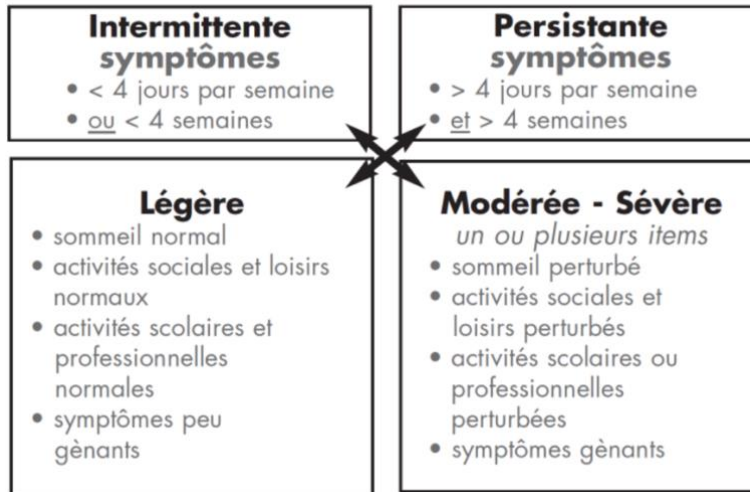 Intermittente
symptômes
• < 4 jours par semaine
• ou < 4 semaines
Persistante
symptômes
• > 4 jours par semaine
• et > 4 semaines
Légère
• sommeil normal
• activités sociales et loisirs
normaux
• activités scolaires et
professionnelles
normales
• symptômes peu
gènants
Modérée - Sévère
un ou plusieurs items
• sommeil perturbé
• activités sociales et
loisirs perturbés
• activités scolaires ou
professionnelles
perturbées
• symptômes gènants